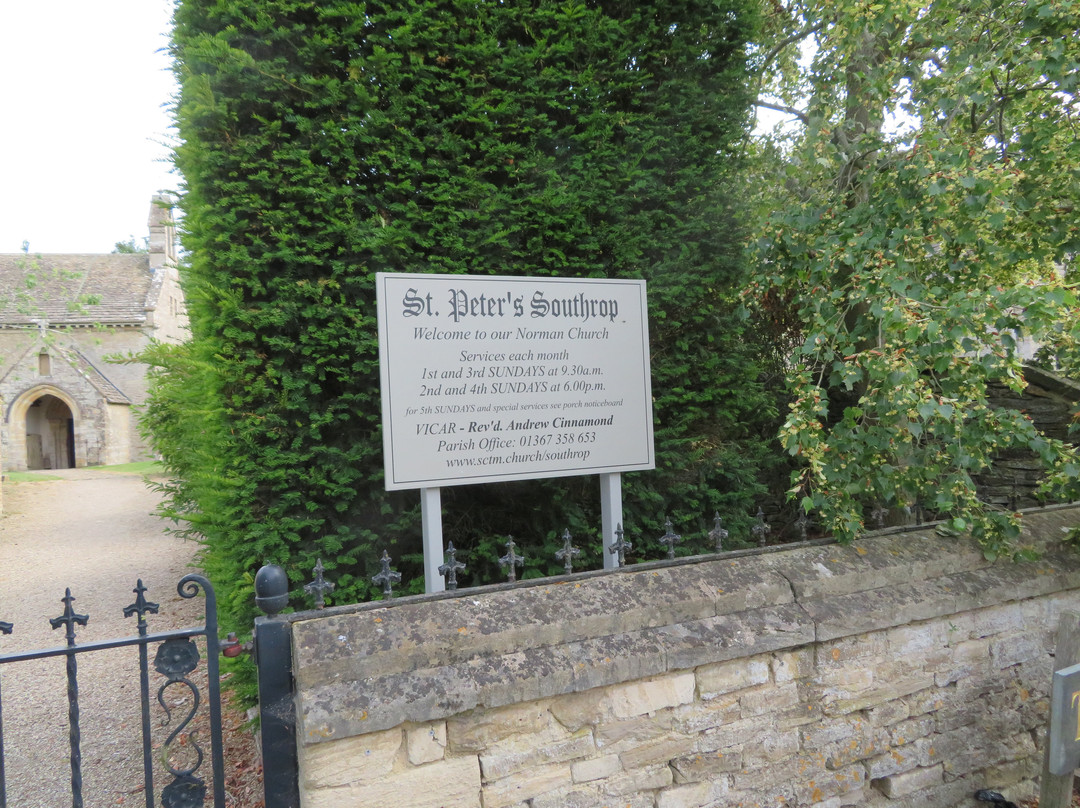 St. Peter's Southrop
Welcome to our Norman Church
Services each month
1st and 3rd SUNDAYS at 9.30a.m.
2nd and 4th SUNDAYS at 6.00p.m.
for 5th SUNDAYS and special services see porch noticeboard
VICAR - Rev'd. Andrew Cinnamond
Parish Office: 01367 358 653
www.sctm.church/southrop